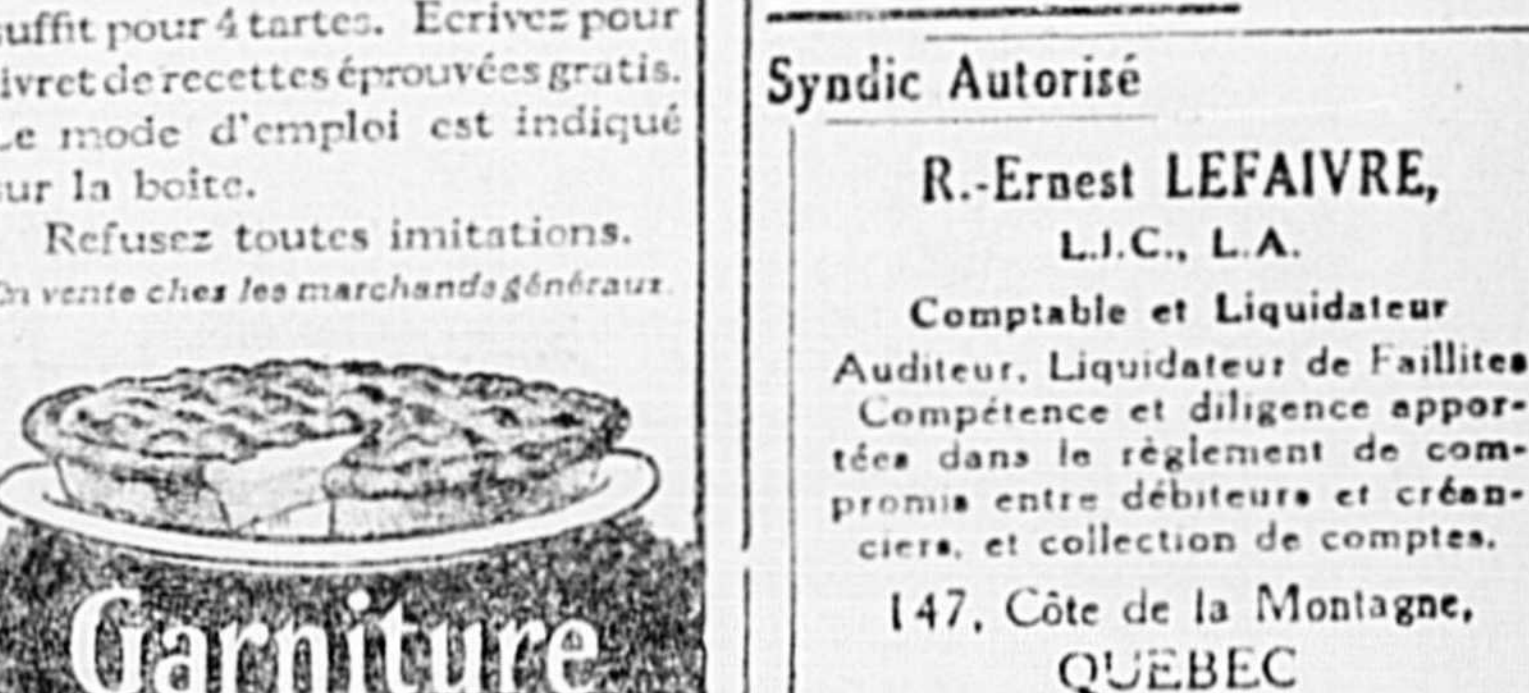 suffit pour 4 tartes. Ecrivez pour
livret de recettes éprouvées gratis.
Le mode d'emploi est indiqué
sur la boite.
Refusez toutes imitations.
En vente chez les marchands généraux.
Garniture
Syndic Autorisé
R.-Ernest LEFAIVRE,
L.I.C., L.A.
Comptable et Liquidateur
Auditeur, Liquidateur de Faillites
Compétence et diligence appor-
tées dans le règlement de com-
promis entre débiteurs et créan-
ciers, et collection de comptes.
147, Côte de la Montagne,
QUEBEC